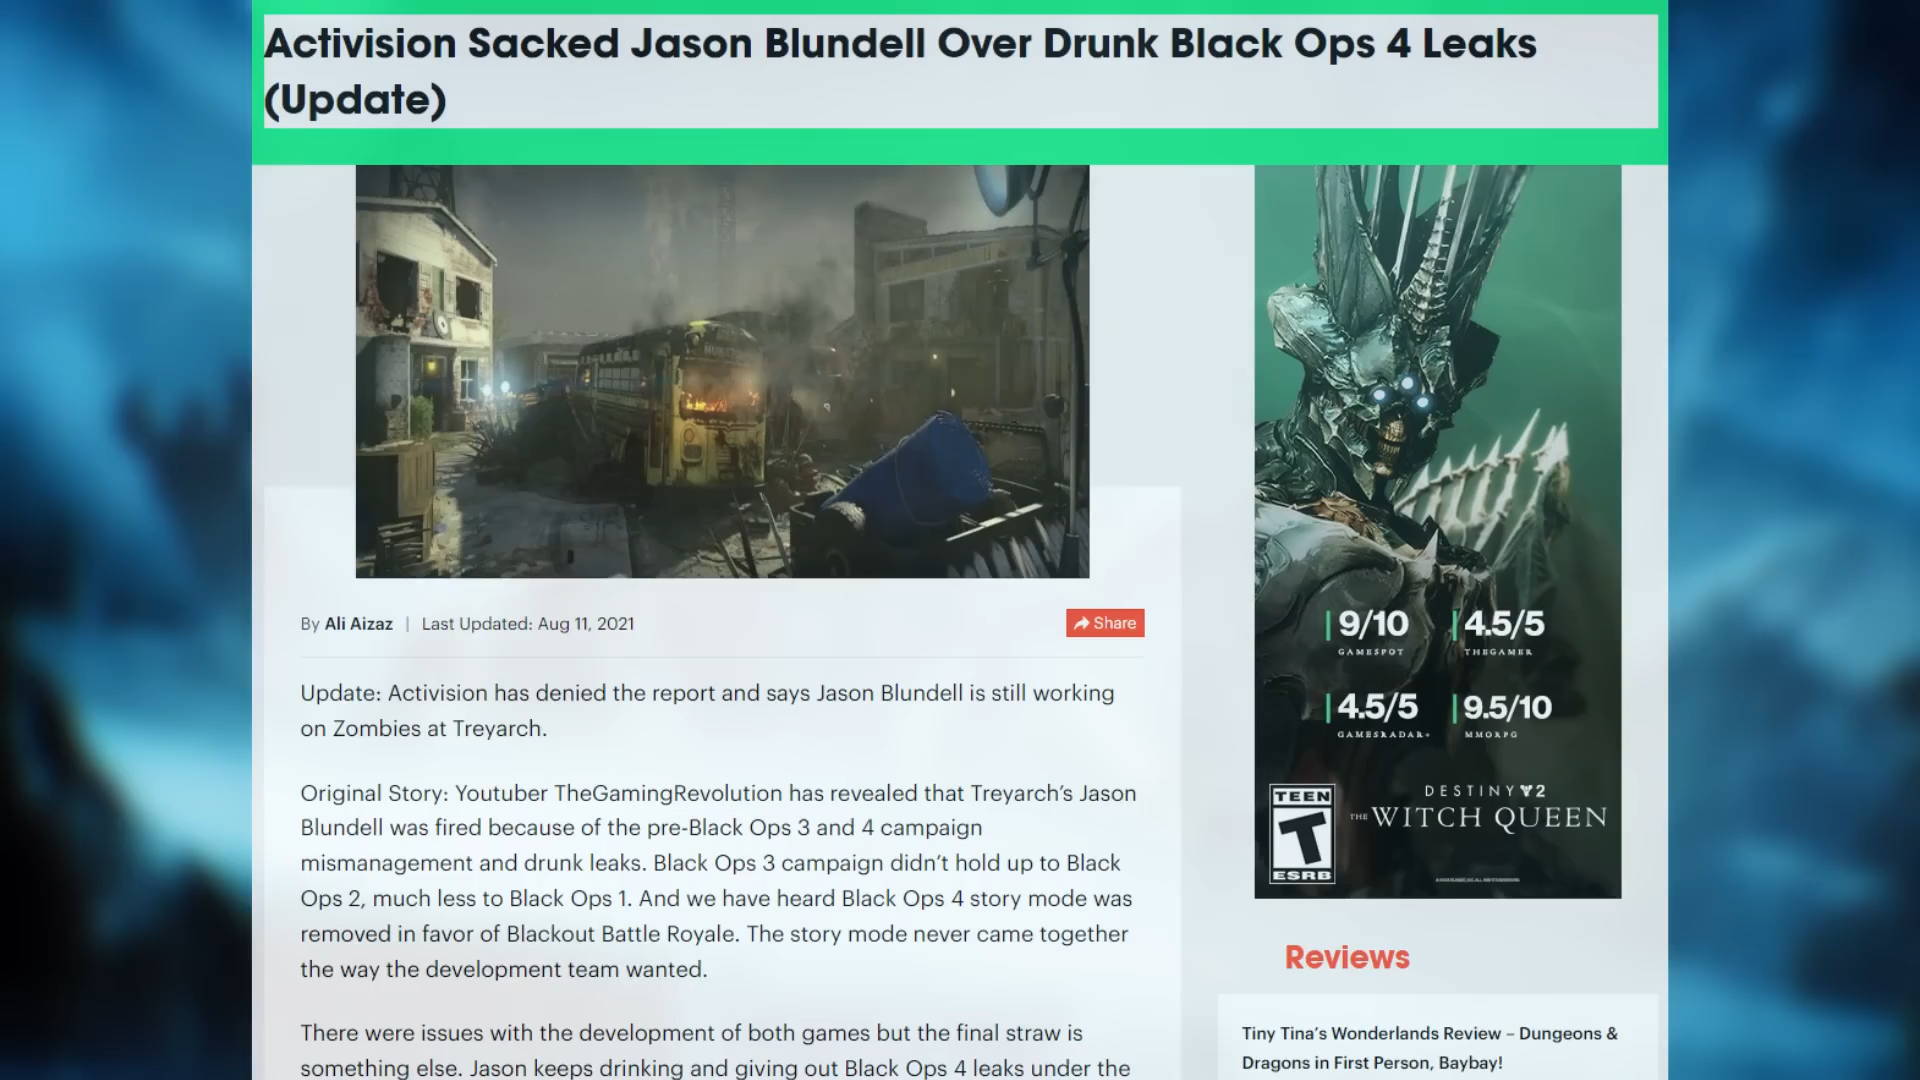 Activision Sacked Jason Blundell Over Drunk Black Ops 4 Leaks
(Update)
By Ali Aizaz | Last Updated: Aug 11, 2021
Share
Update: Activision has denied the report and says Jason Blundell is still working
on Zombies at Treyarch.
Original Story: Youtuber TheGamingRevolution has revealed that Treyarch’s Jason
Blundell was fired because of the pre-Black Ops 3 and 4 campaign
mismanagement and drunk leaks. Black Ops 3 campaign didn’t hold up to Black
Ops 2, much less to Black Ops 1. And we have heard Black Ops 4 story mode was
removed in favor of Blackout Battle Royale. The story mode never came together
the way the development team wanted.
There were issues with the development of both games but the final straw is
something else. Jason keeps drinking and giving out Black Ops 4 leaks under the
9/10
GAMESPOT
4.5/5
THEGAMER
4.5/5
GAMESRADAR+
9.5/10
MMORPG
TEEN
T
ESRB
DESTINY 2
THE WITCH QUEEN
Reviews
Tiny Tina’s Wonderlands Review – Dungeons &
Dragons in First Person, Baybay!